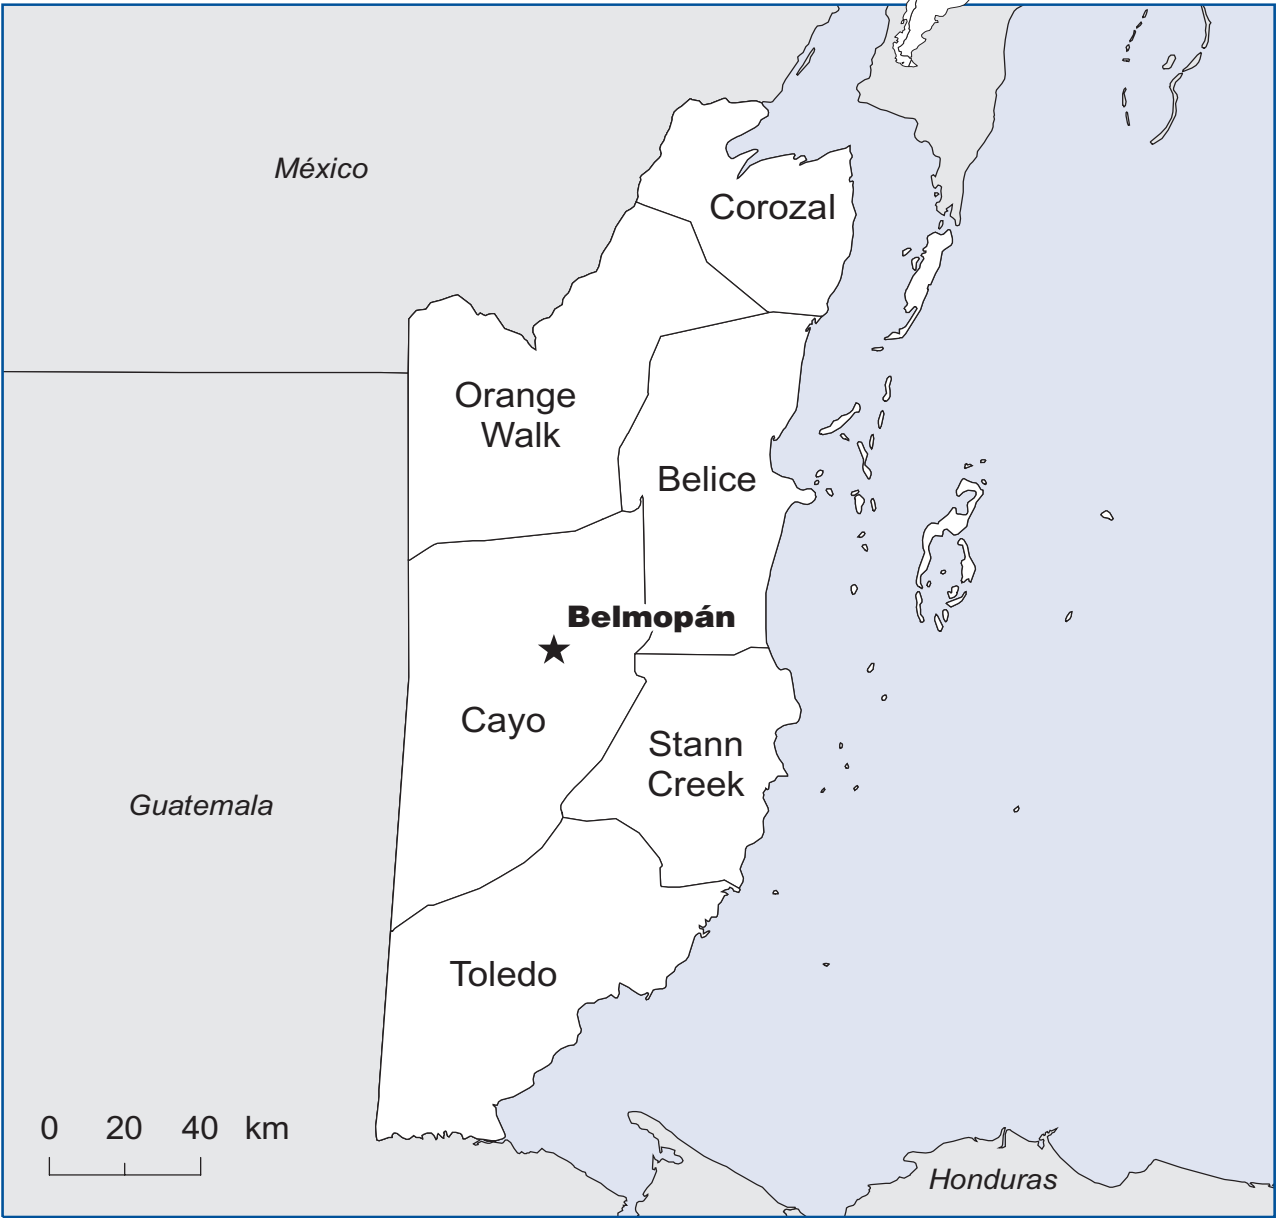 México
Corozal
Orange
Walk
Belice
Belmopán
Cayo
Stann
Creek
Guatemala
Toledo
0 20 40 km
Honduras